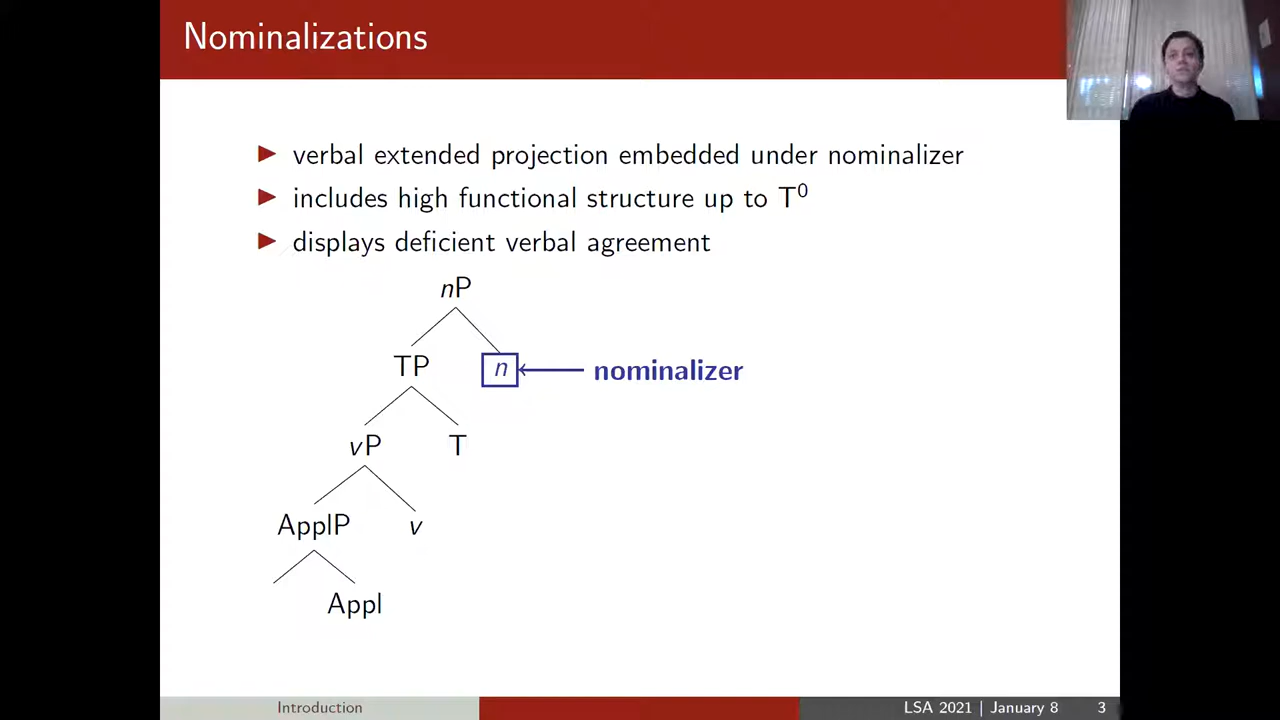 Nominalizations
▶ verbal extended projection embedded under nominalizer
▶ includes high functional structure up to T⁰
▶ displays deficient verbal agreement
nP
TP n nominalizer
vP T
ApplP v
Appl
Introduction LSA 2021 | January 8 3